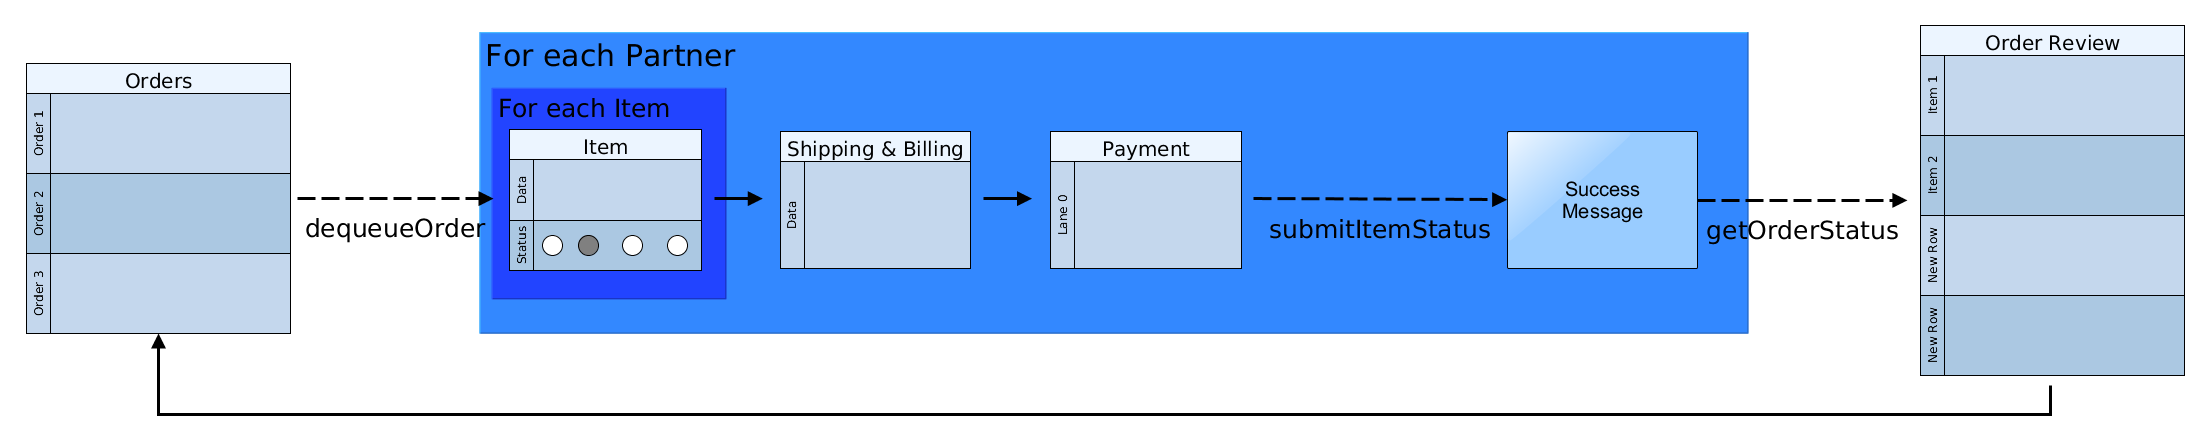 Orders
Order 1
Order 2
Order 3
dequeueOrder
For each Partner
For each Item
Item
Data
Status
Shipping & Billing
Data
Payment
Lane 0
submitItemStatus
Success
Message
getOrderStatus
Order Review
Item 1
Item 2
New Row
New Row